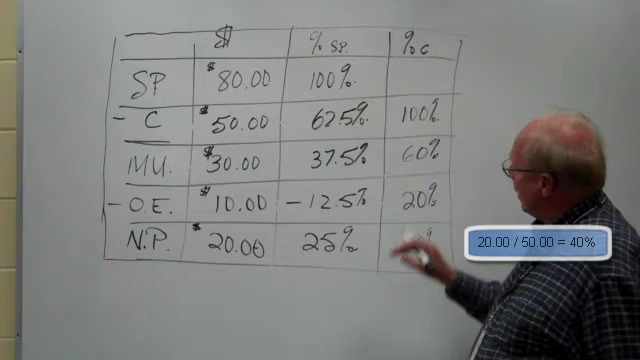 $ % SP. % C
SP $ 80.00 100%
- C $ 50.00 62.5% 100%
M.U. $ 30.00 37.5% 60%
- O.E. $ 10.00 - 12.5% 20%
N.P. $ 20.00 25%
20.00 / 50.00 = 40%